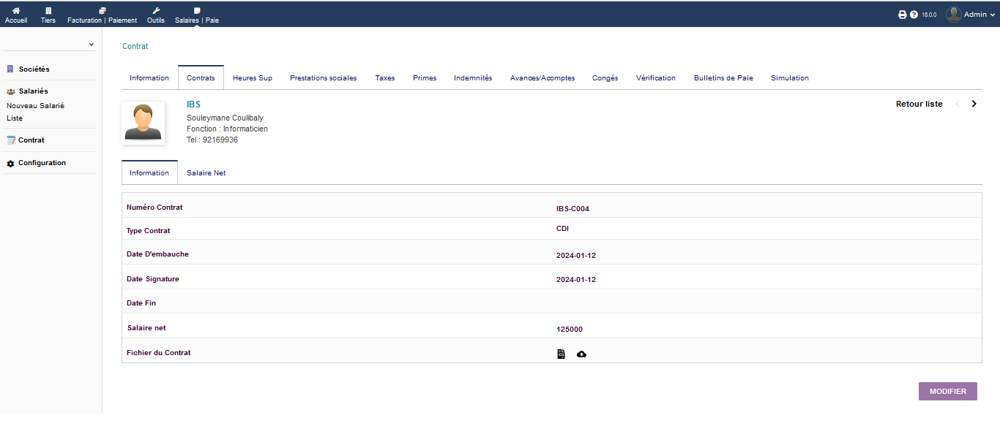 Accueil Tiers Facturation | Paiement Outils Salaires | Paie 18.0.0 Admin
Contrat
Sociétés
Salariés
Nouveau Salarié
Liste
Contrat
Configuration
Information Contrats Heures Sup Prestations sociales Taxes Primes Indemnités Avances/Acomptes Congés Vérification Bulletins de Paie Simulation
IBS
Retour liste
Souleymane Coulibaly
Fonction : Informaticien
Tel : 92169936
Information Salaire Net
Numéro Contrat IBS-C004
Type Contrat CDI
Date D'embauche 2024-01-12
Date Signature 2024-01-12
Date Fin
Salaire net 125000
Fichier du Contrat
MODIFIER